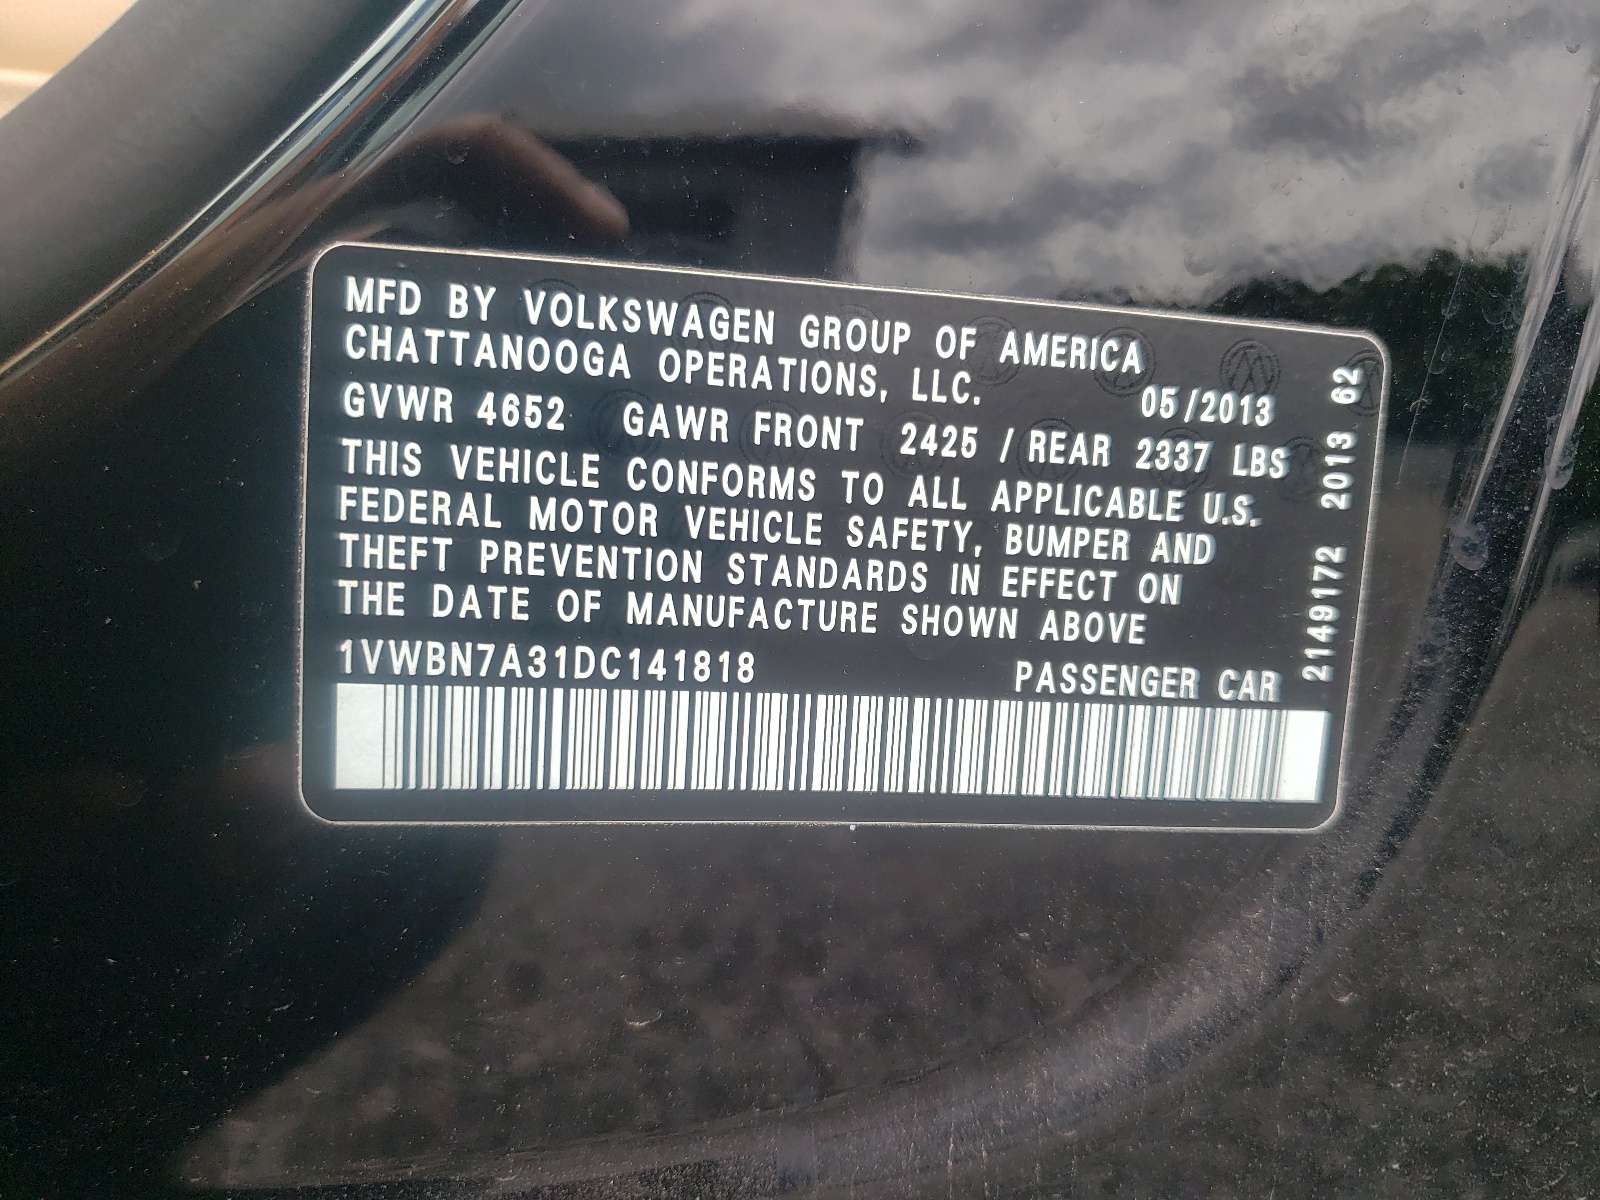 MFD BY VOLKSWAGEN GROUP OF AMERICA
CHATTANOOGA OPERATIONS, LLC. 05/2013
GVWR 4652 GAWR FRONT 2425 / REAR 2337 LBS
THIS VEHICLE CONFORMS TO ALL APPLICABLE U.S.
FEDERAL MOTOR VEHICLE SAFETY, BUMPER AND
THEFT PREVENTION STANDARDS IN EFFECT ON
THE DATE OF MANUFACTURE SHOWN ABOVE
1VWBN7A31DC141818 PASSENGER CAR
2149172 2013 62